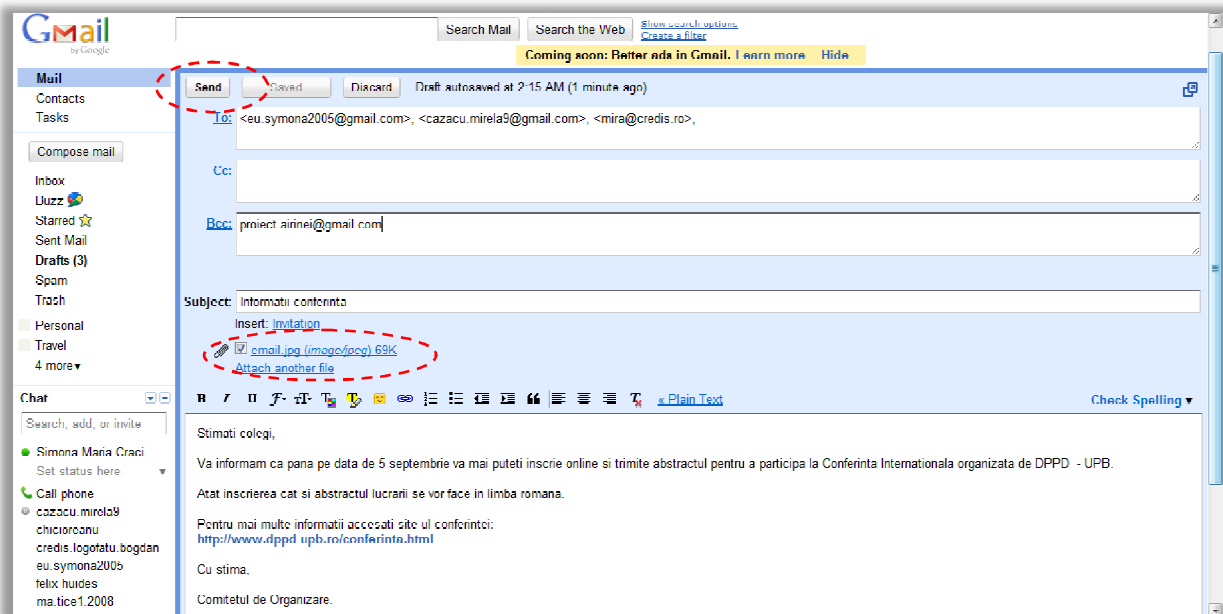 Gmail
by Google
Search Mail
Search the Web
Show search options
Create a filter
Coming soon: Better ads in Gmail. Learn more Hide
Mail
Contacts
Tasks
Compose mail
Inbox
Buzz
Starred
Sent Mail
Drafts (3)
Spam
Trash
Personal
Travel
4 more▾
Chat
Search, add, or invite
Simona Maria Craci
Set status here
Call phone
cazacu.mirela9
chicioreanu
credis.logofatu.bogdan
eu.symona2005
felix huides
ma.tice1.2008
Send
Saved
Discard
Draft autosaved at 2:15 AM (1 minute ago)
To: <eu.symona2005@gmail.com>, <cazacu.mirela9@gmail.com>, <mira@credis.ro>,
Cc:
Bcc: proiect.airinei@gmail.com
Subject: Informatii conferinta
Insert: Invitation
email.jpg (image/jpeg) 69K
Attach another file
« Plain Text
Check Spelling ▾
Stimati colegi,
Va informam ca pana pe data de 5 septembrie va mai puteti inscrie online si trimite abstractul pentru a participa la Conferinta Internationala organizata de DPPD - UPB.
Atat inscrierea cat si abstractul lucrarii se vor face in limba romana.
Pentru mai multe informatii accesati site ul conferintei:
http://www.dppd.upb.ro/conferinta.html
Cu stima,
Comitetul de Organizare.